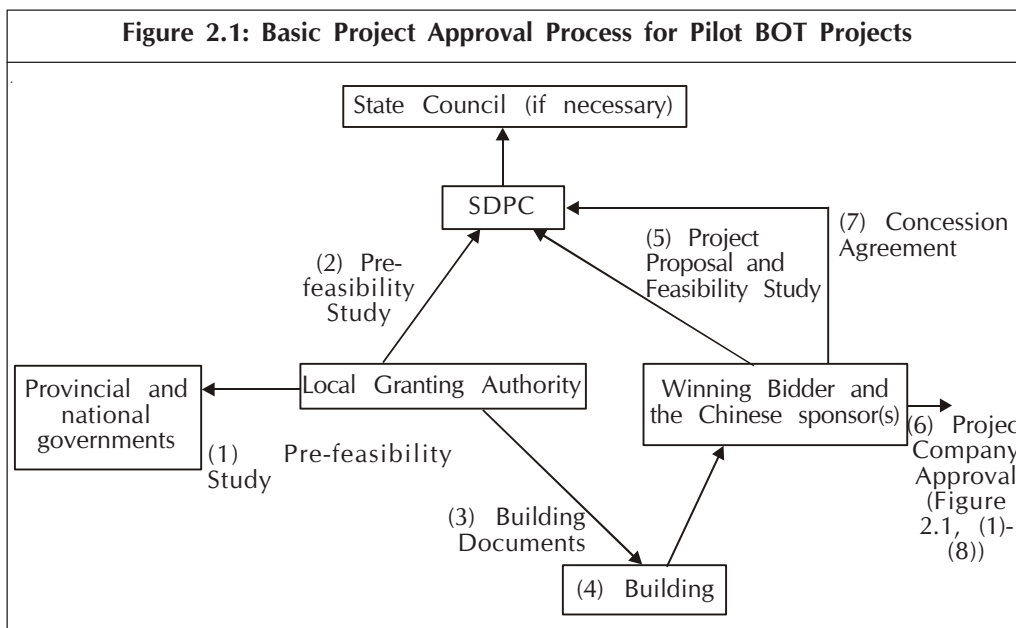 Figure 2.1: Basic Project Approval Process for Pilot BOT Projects
State Council (if necessary)
SDPC
(7) Concession
Agreement
(5) Project
Proposal and
Feasibility Study
(2) Pre-
feasibility
Study
Provincial and
national
governments
Local Granting Authority
Winning Bidder and
the Chinese sponsor(s)
(1) Pre-feasibility
Study
(6) Project
Company
Approval
(Figure
2.1, (1)-
(8))
(3) Building
Documents
(4) Building